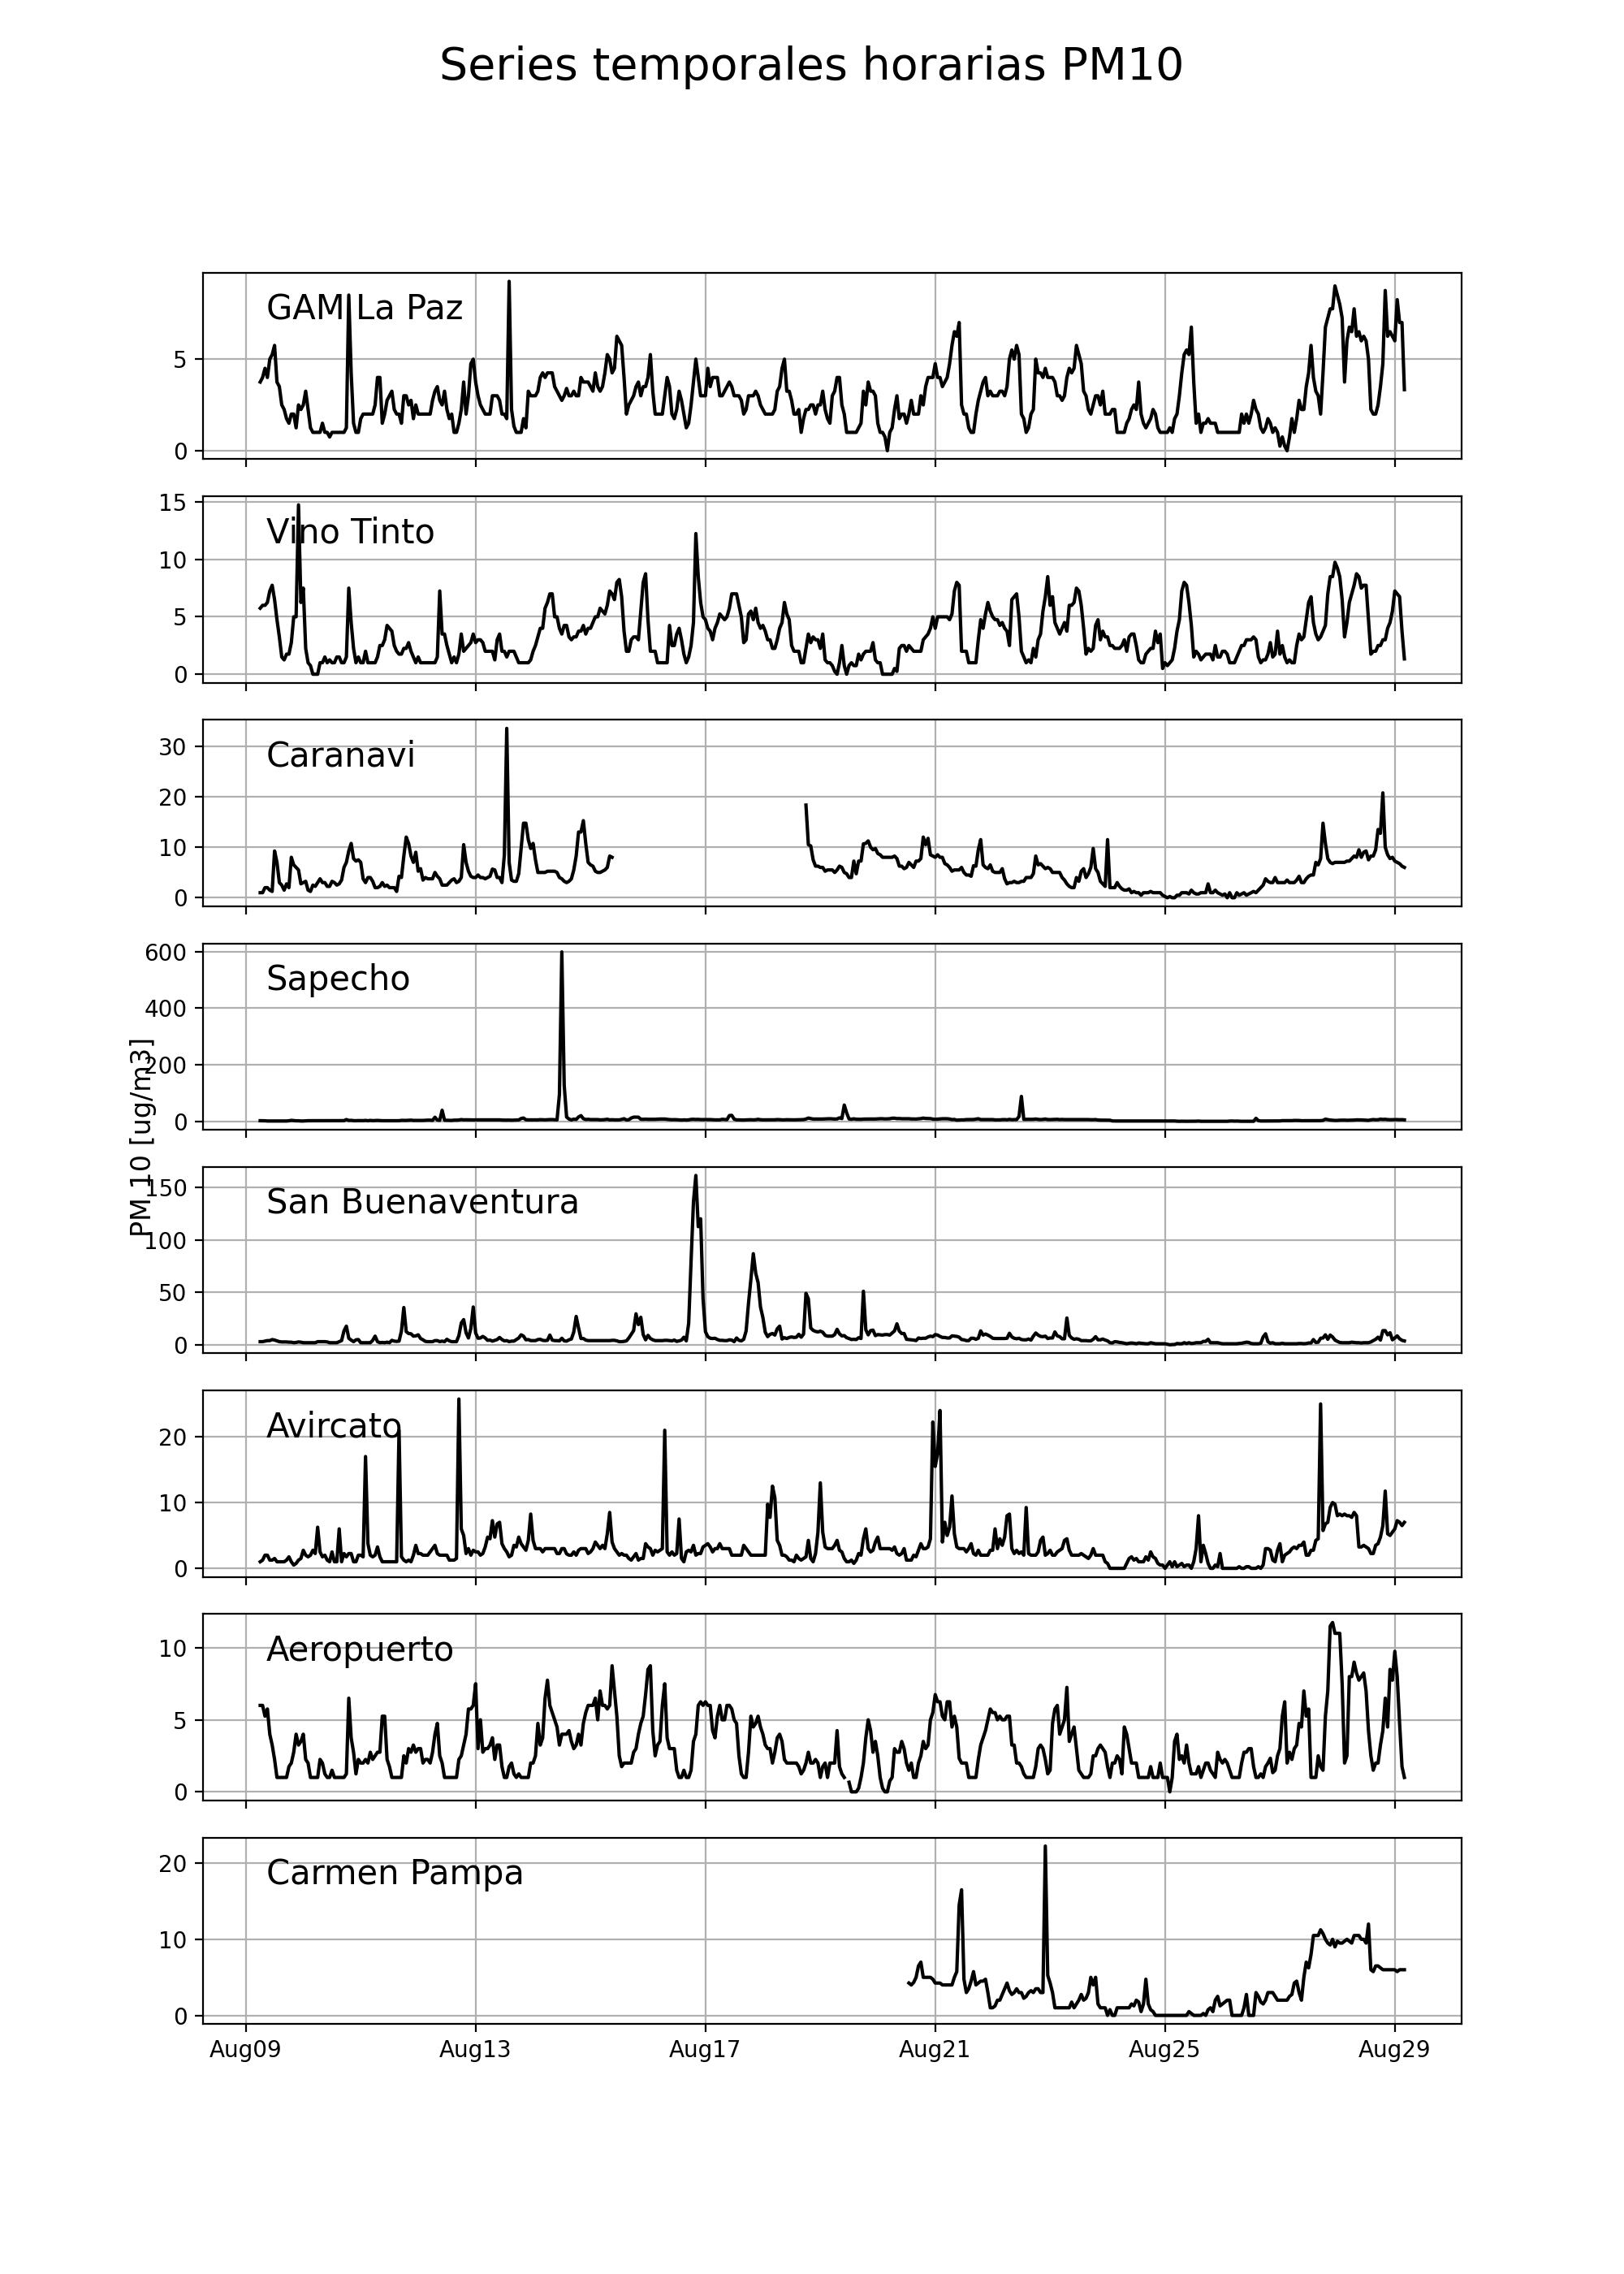 Series temporales horarias PM10
GAM La Paz
5
0
Vino Tinto
15
10
5
0
Caranavi
30
20
10
0
Sapecho
600
400
200
0
PM 10 [ug/m3]
San Buenaventura
150
100
50
0
Avircato
20
10
0
Aeropuerto
10
5
0
Carmen Pampa
20
10
0
Aug09 Aug13 Aug17 Aug21 Aug25 Aug29